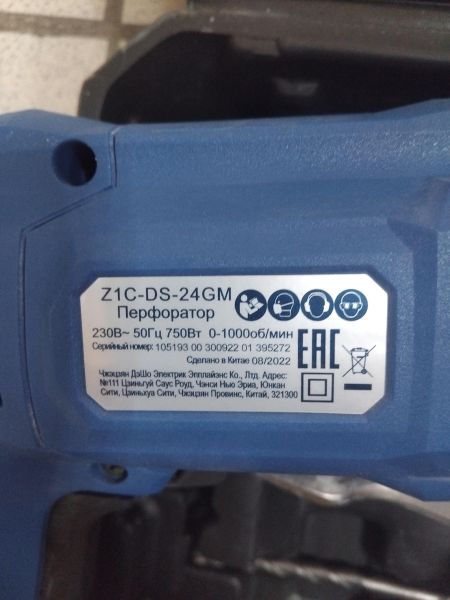 Z1C-DS-24GM
Перфоратор
230В~ 50Гц 750Вт 0-1000об/мин
Серийный номер: 105193 00 300922 01 395272
Сделано в Китае 08/2022
EAC
Чжэцзян ДэШо Электрик Эпплайэнс Ко., Лтд. Адрес:
№111 Цзиньгуй Саус Роуд, Чэнси Нью Эриа, Юнкан
Сити, Цзиньхуа Сити, Чжэцзян Провинс, Китай, 321300